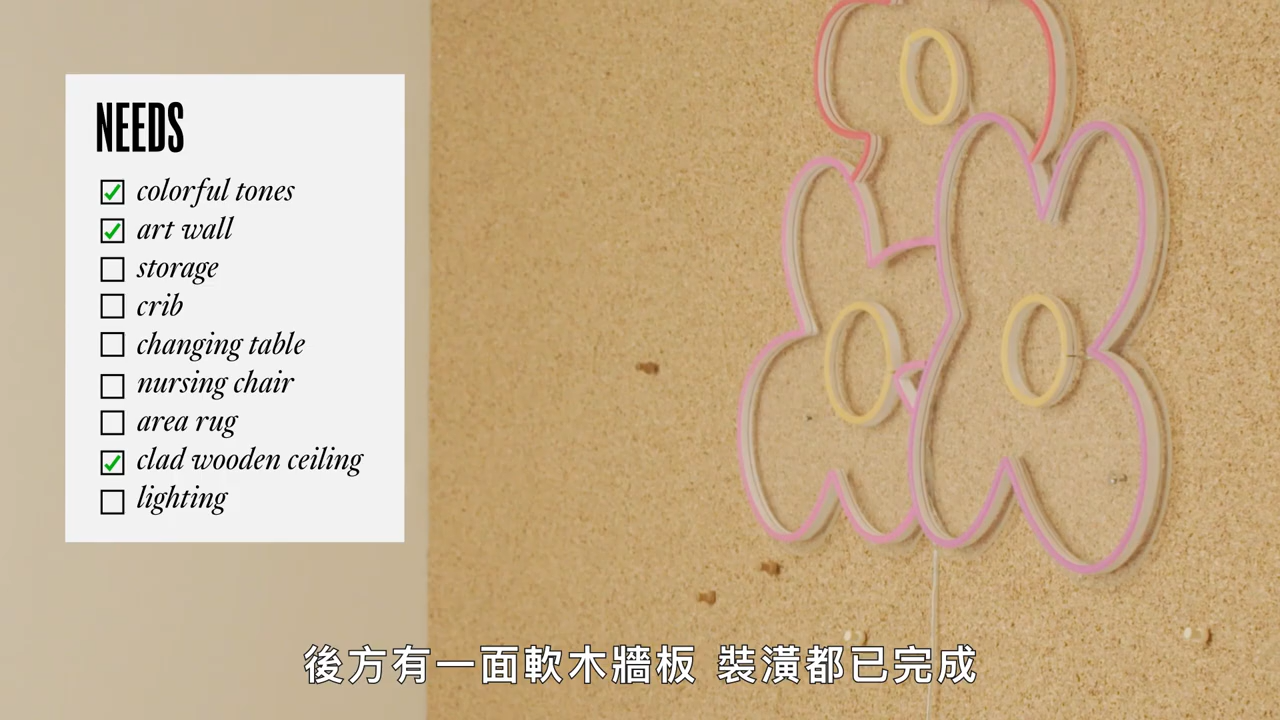 NEEDS
colorful tones
art wall
storage
crib
changing table
nursing chair
area rug
clad wooden ceiling
lighting
後方有一面軟木牆板 裝潢都已完成